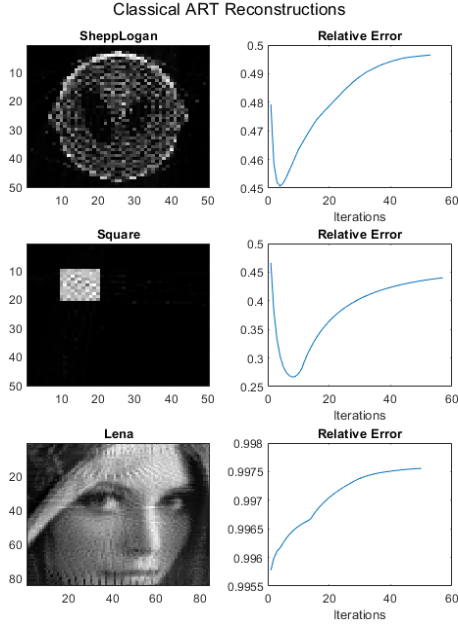 Classical ART Reconstructions
SheppLogan
10
20
30
40
50
10 20 30 40 50
Relative Error
0.5
0.49
0.48
0.47
0.46
0.45
0 20 40 60
Iterations
Square
10
20
30
40
50
10 20 30 40 50
Relative Error
0.5
0.45
0.4
0.35
0.3
0.25
0 20 40 60
Iterations
Lena
20
40
60
80
20 40 60 80
Relative Error
0.998
0.9975
0.997
0.9965
0.996
0.9955
0 20 40 60
Iterations